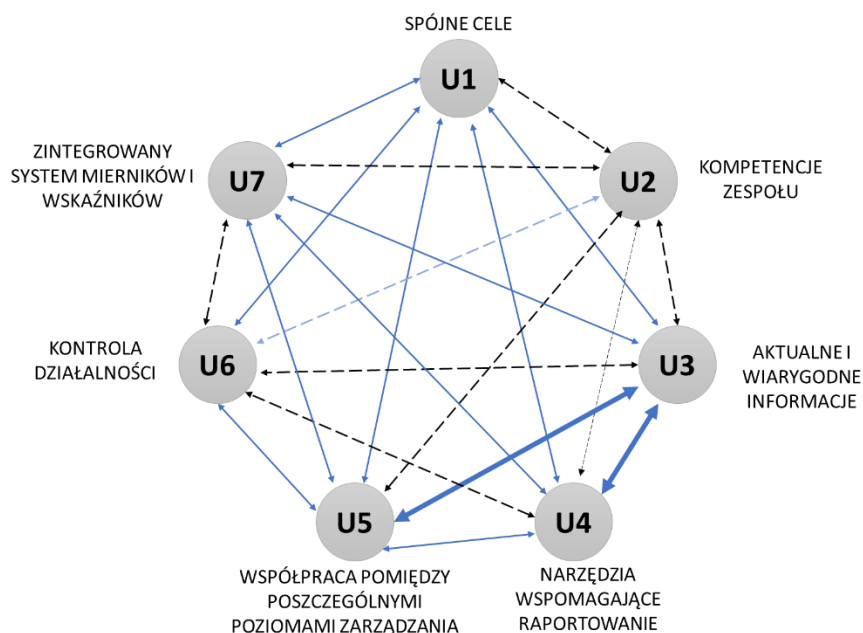 SPÓJNE CELE
U1
ZINTEGROWANY
SYSTEM MIERNIKÓW I
WSKAŹNIKÓW
U7
U2
KOMPETENCJE
ZESPOŁU
KONTROLA
DZIAŁALNOŚCI
U6
U3
AKTUALNE I
WIARYGODNE
INFORMACJE
U5
U4
WSPÓŁPRACA POMIĘDZY
POSZCZEGÓLNYMI
POZIOMAMI ZARZADZANIA
NARZĘDZIA
WSPOMAGAJĄCE
RAPORTOWANIE